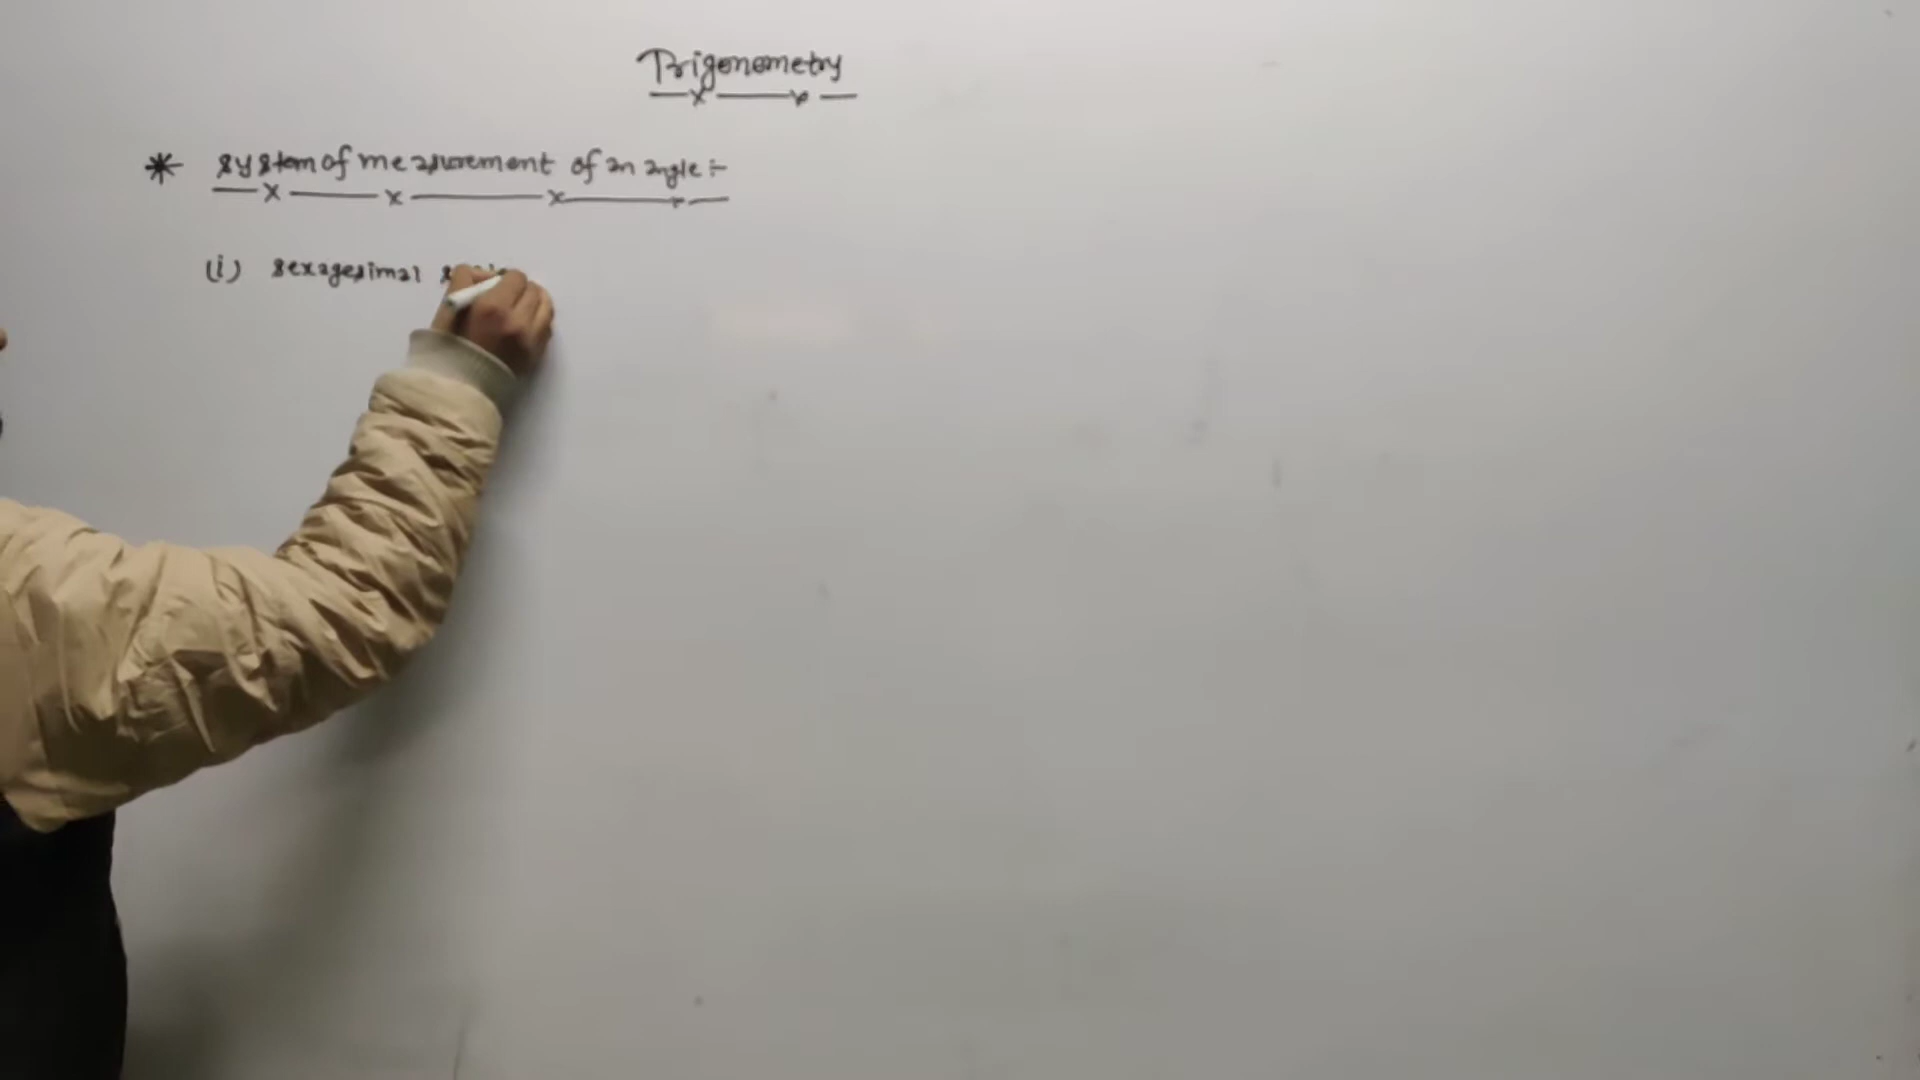 Trigonometry
* system of measurement of an angle :-
(i) sexagesimal